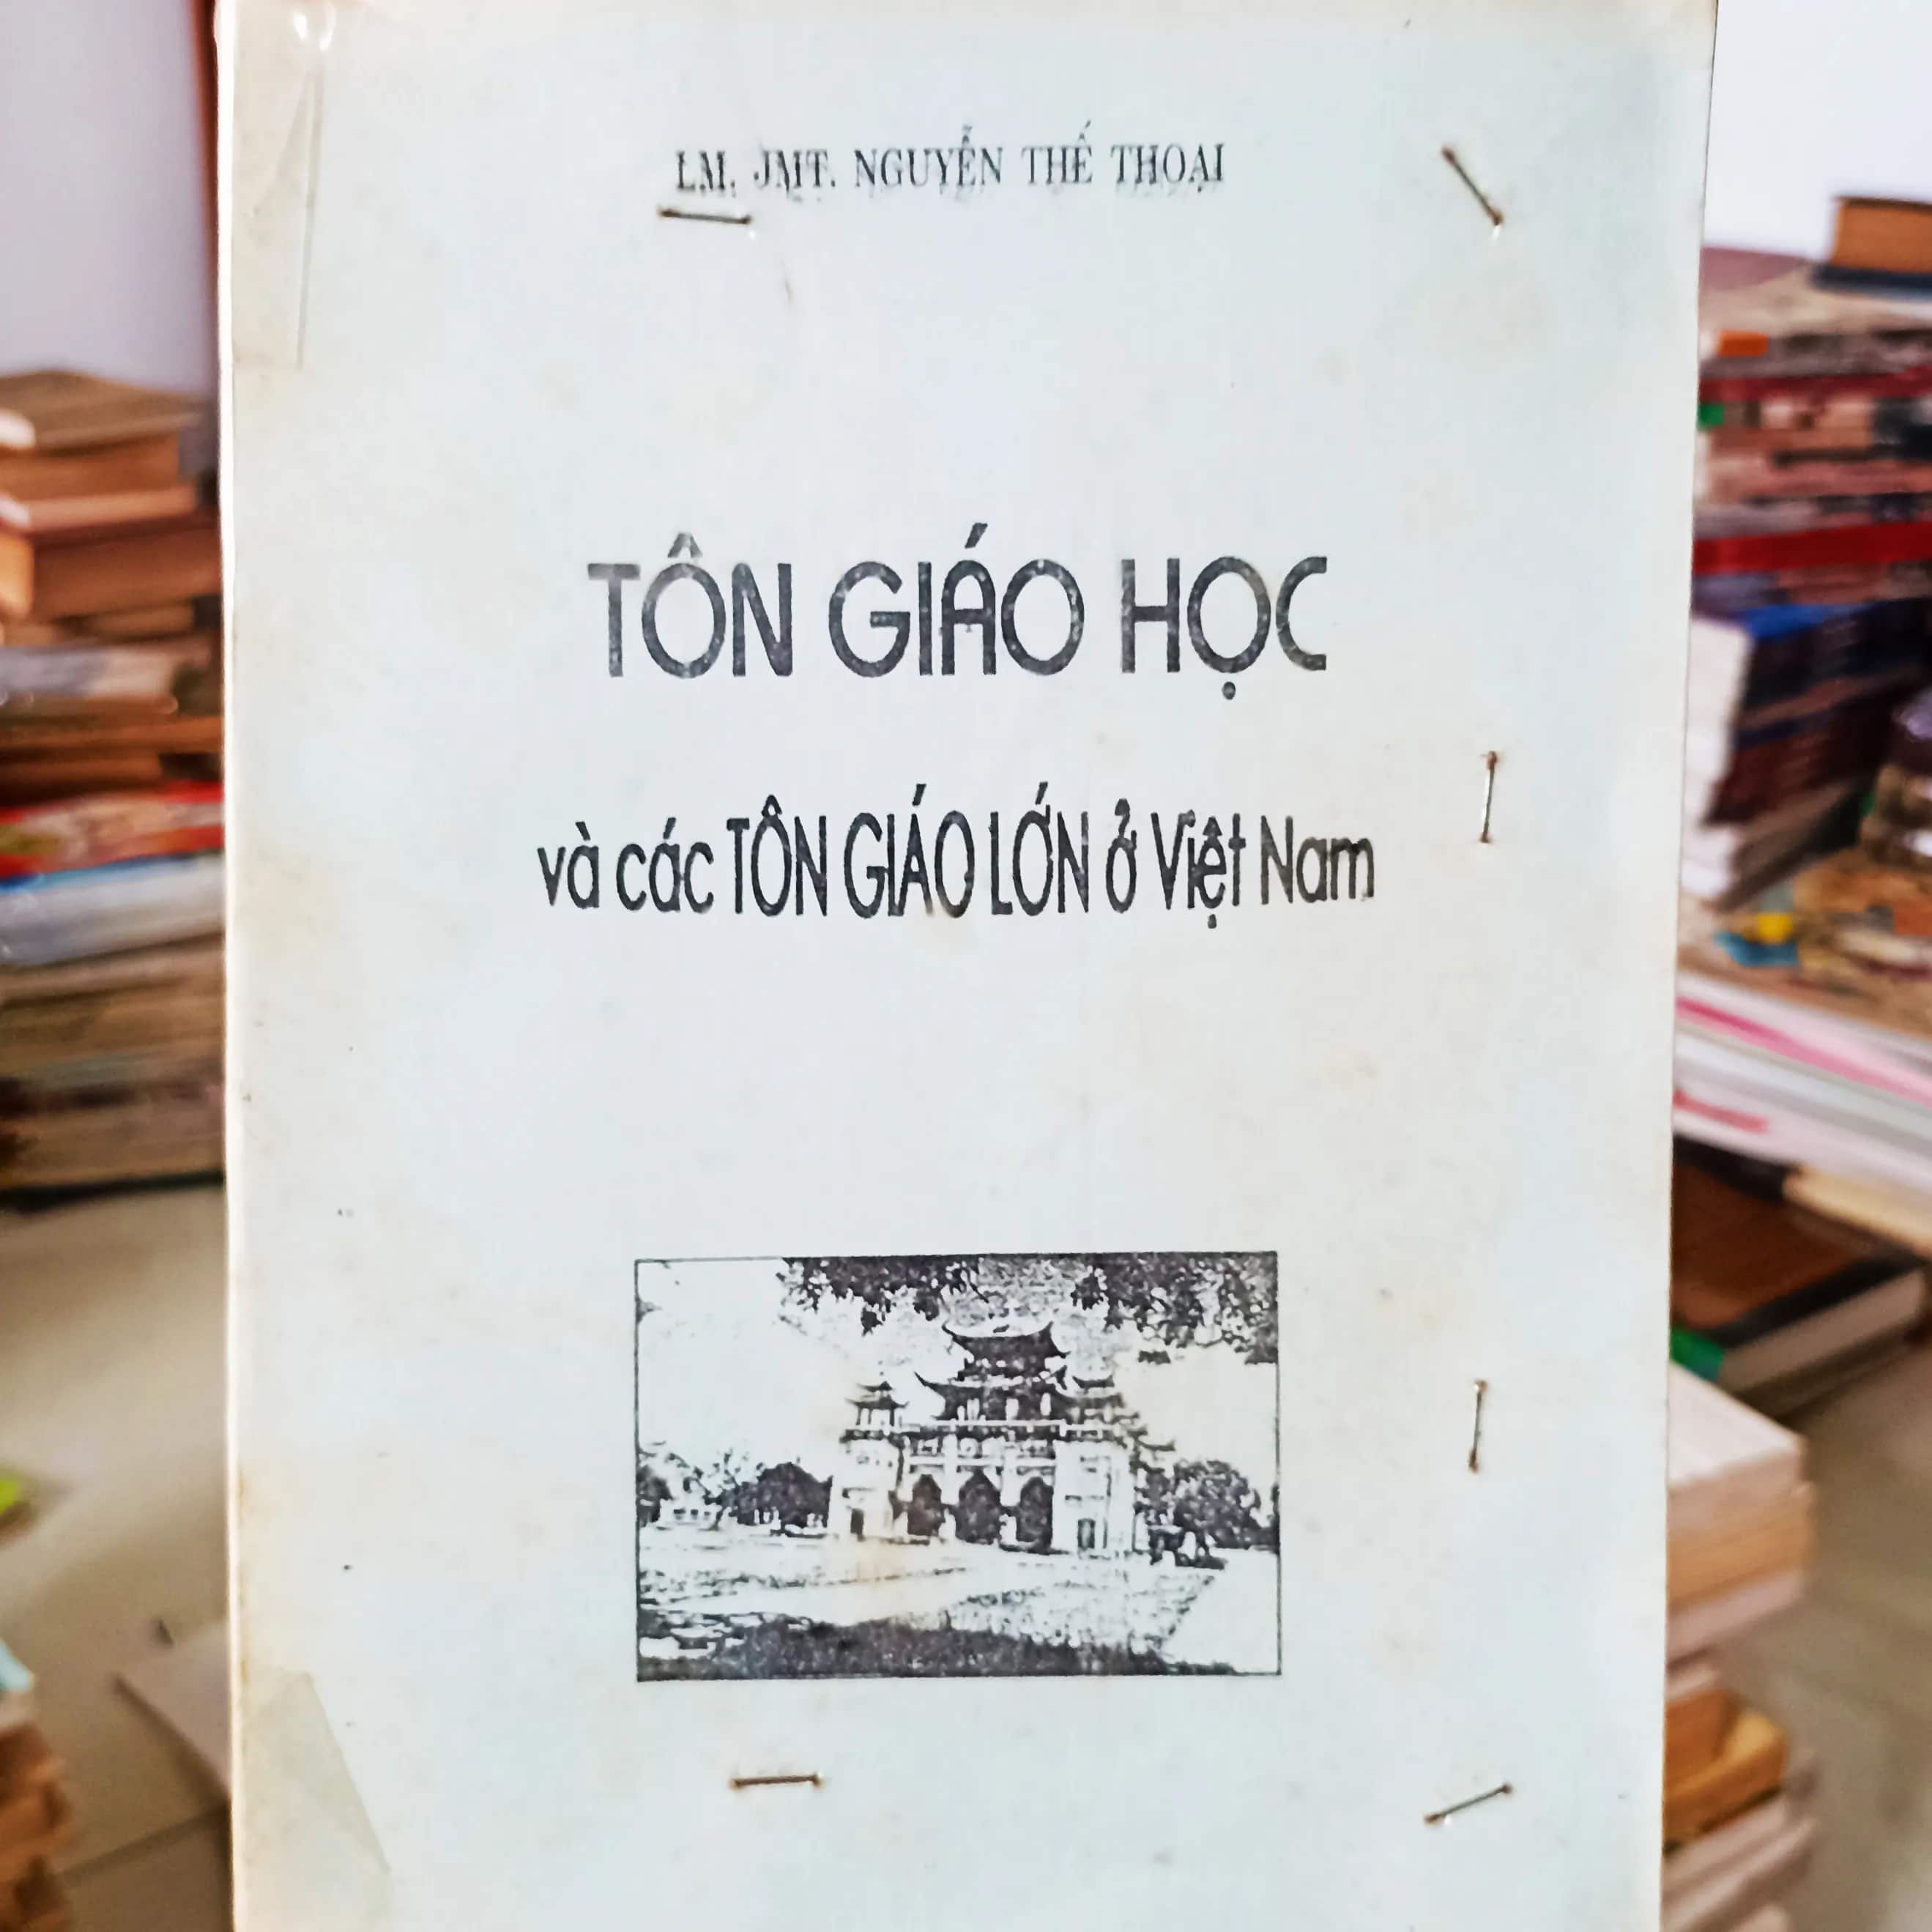 LM. JMT. NGUYỄN THẾ THOẠI
TÔN GIÁO HỌC
và các TÔN GIÁO LỚN ở Việt Nam